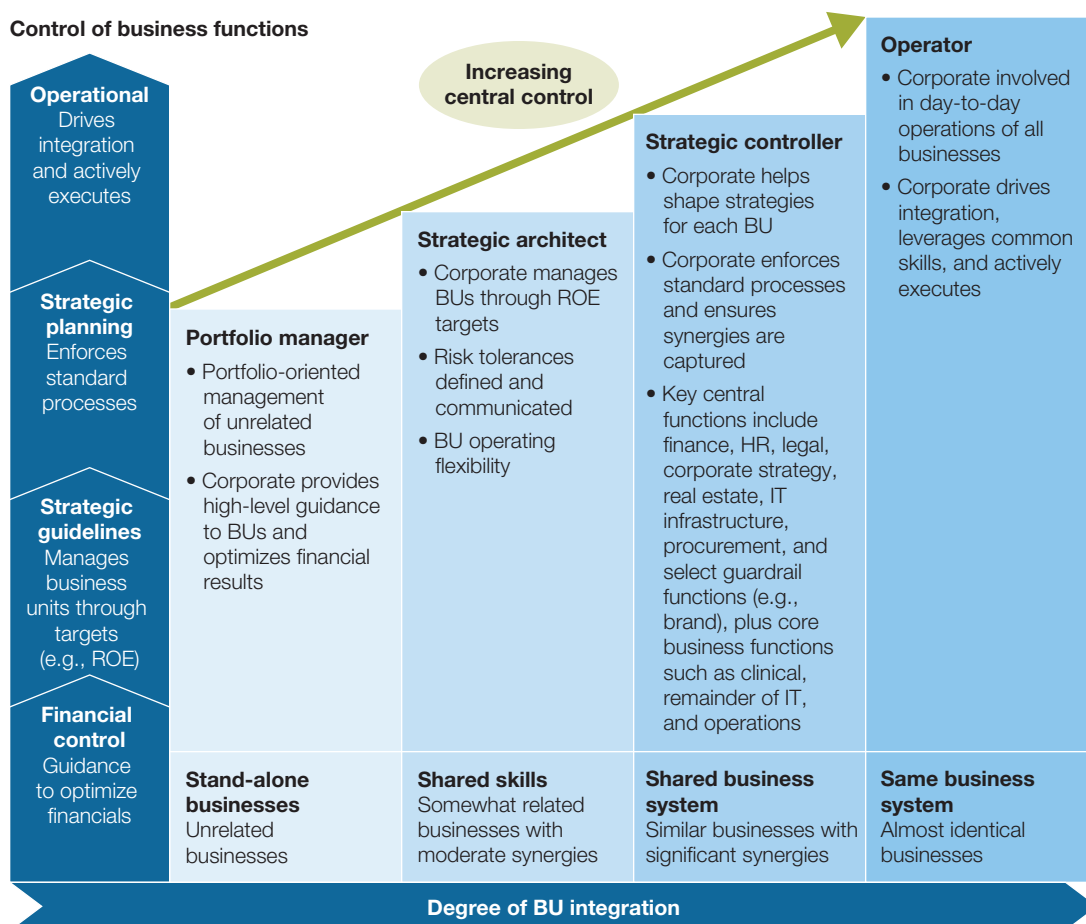 Control of business functions
Operational
Drives
integration
and actively
executes
Strategic
planning
Enforces
standard
processes
Strategic
guidelines
Manages
business
units through
targets
(e.g., ROE)
Financial
control
Guidance
to optimize
financials
Increasing
central control
Portfolio manager
• Portfolio-oriented
management
of unrelated
businesses
• Corporate provides
high-level guidance
to BUs and
optimizes financial
results
Stand-alone
businesses
Unrelated
businesses
Strategic architect
• Corporate manages
BUs through ROE
targets
• Risk tolerances
defined and
communicated
• BU operating
flexibility
Shared skills
Somewhat related
businesses with
moderate synergies
Strategic controller
• Corporate helps
shape strategies
for each BU
• Corporate enforces
standard processes
and ensures
synergies are
captured
• Key central
functions include
finance, HR, legal,
corporate strategy,
real estate, IT
infrastructure,
procurement, and
select guardrail
functions (e.g.,
brand), plus core
business functions
such as clinical,
remainder of IT,
and operations
Shared business
system
Similar businesses with
significant synergies
Operator
• Corporate involved
in day-to-day
operations of all
businesses
• Corporate drives
integration,
leverages common
skills, and actively
executes
Same business
system
Almost identical
businesses
Degree of BU integration